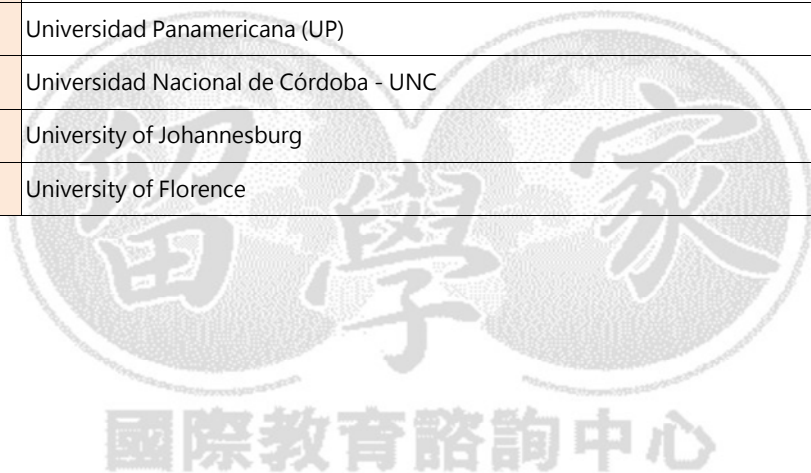 Universidad Panamericana (UP)
Universidad Nacional de Córdoba - UNC
University of Johannesburg
University of Florence
留學家
國際教育諮詢中心